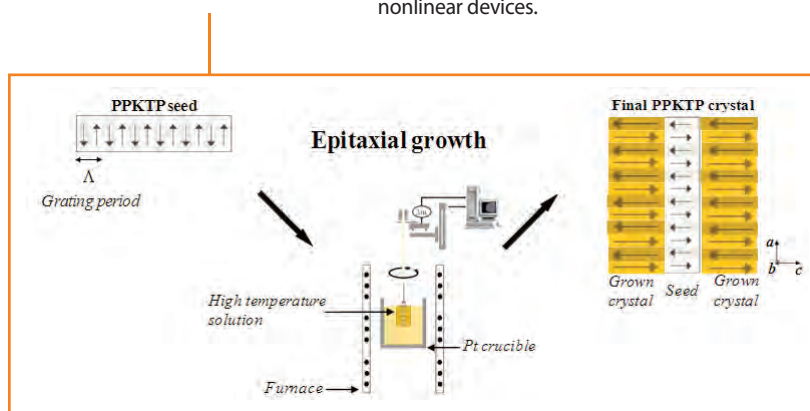 nonlinear devices.
PPKTP seed
Λ
Grating period
Epitaxial growth
High temperature
solution
Pt crucible
Furnace
Final PPKTP crystal
a
b c
Grown Seed Grown
crystal crystal